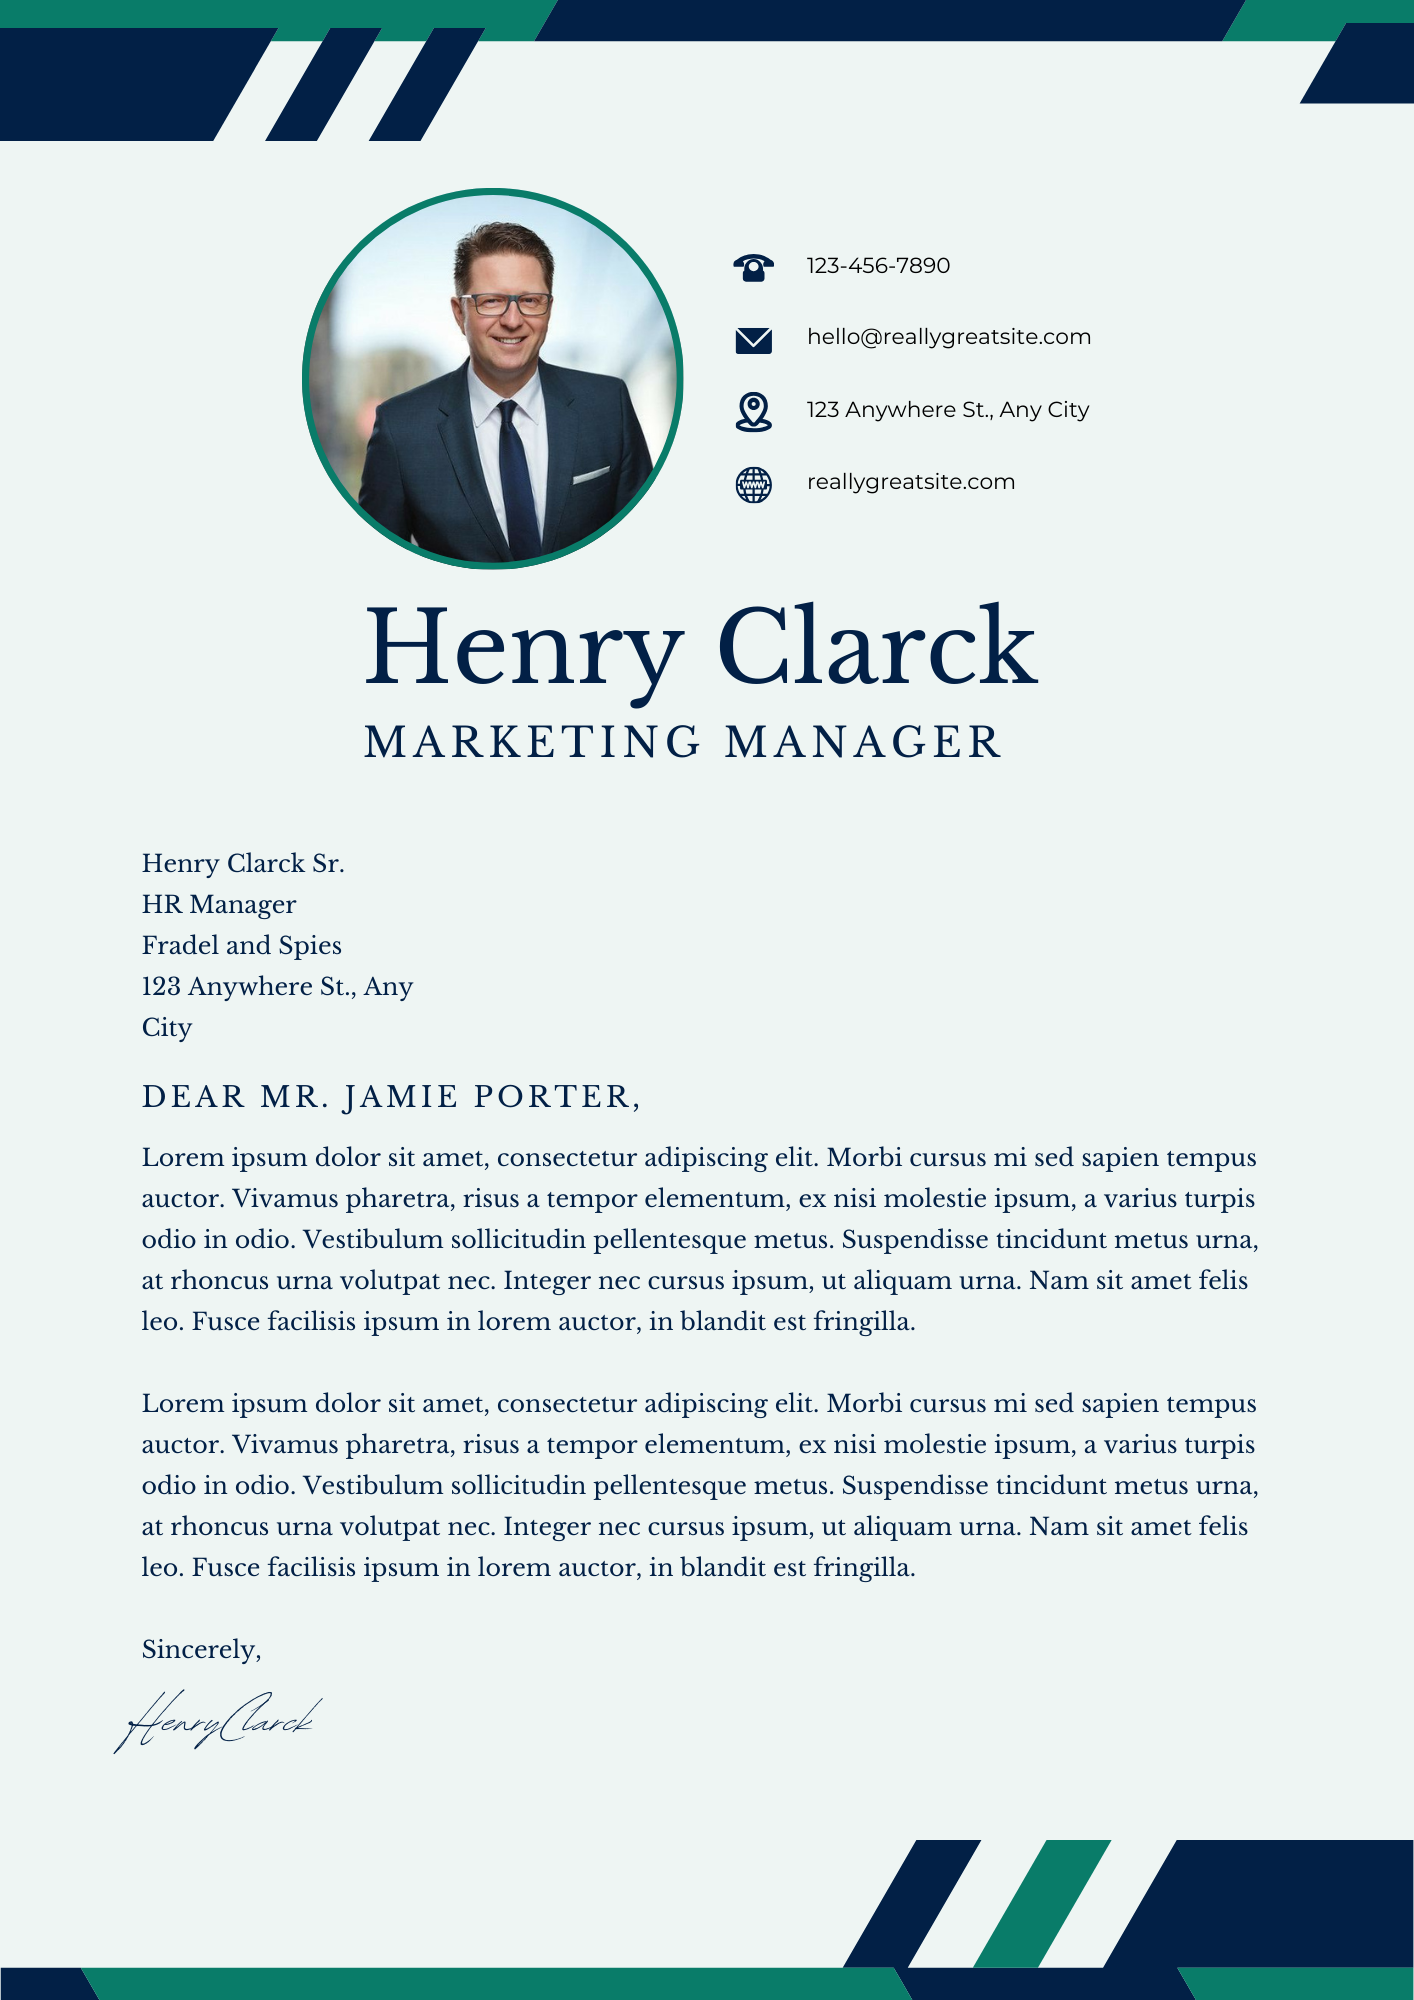 123-456-7890
hello@reallygreatsite.com
123 Anywhere St., Any City
www
reallygreatsite.com
Henry Clarck
MARKETING MANAGER
Henry Clarck Sr.
HR Manager
Fradel and Spies
123 Anywhere St., Any
City
DEAR MR. JAMIE PORTER,
Lorem ipsum dolor sit amet, consectetur adipiscing elit. Morbi cursus mi sed sapien tempus
auctor. Vivamus pharetra, risus a tempor elementum, ex nisi molestie ipsum, a varius turpis
odio in odio. Vestibulum sollicitudin pellentesque metus. Suspendisse tincidunt metus urna,
at rhoncus urna volutpat nec. Integer nec cursus ipsum, ut aliquam urna. Nam sit amet felis
leo. Fusce facilisis ipsum in lorem auctor, in blandit est fringilla.
Lorem ipsum dolor sit amet, consectetur adipiscing elit. Morbi cursus mi sed sapien tempus
auctor. Vivamus pharetra, risus a tempor elementum, ex nisi molestie ipsum, a varius turpis
odio in odio. Vestibulum sollicitudin pellentesque metus. Suspendisse tincidunt metus urna,
at rhoncus urna volutpat nec. Integer nec cursus ipsum, ut aliquam urna. Nam sit amet felis
leo. Fusce facilisis ipsum in lorem auctor, in blandit est fringilla.
Sincerely,
Henry Clarck